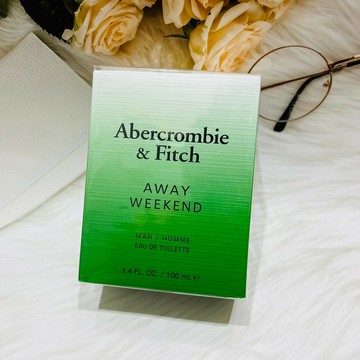 Abercrombie
& Fitch
AWAY
WEEKEND
MAN / HOMME
EAU DE TOILETTE
3.4 FL. OZ. / 100 mL ℮